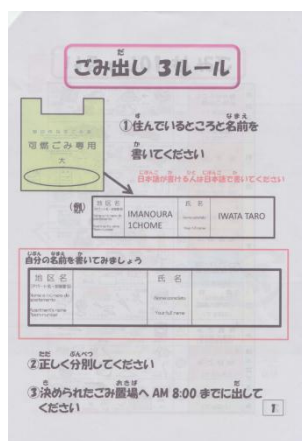 ごみ出し 3ルール
可燃ごみ専用
大
①住んでいるところと名前を
書いてください
日本語が書ける人は日本語で書いてください
(例)
地区名
IMANOURA
1CHOME
氏名
IWATA TARO
自分の名前を書いてみましょう
地区名
氏名
Your full name
②正しく分別してください
③決められたごみ置場へ AM 8:00 までに出して
ください
1